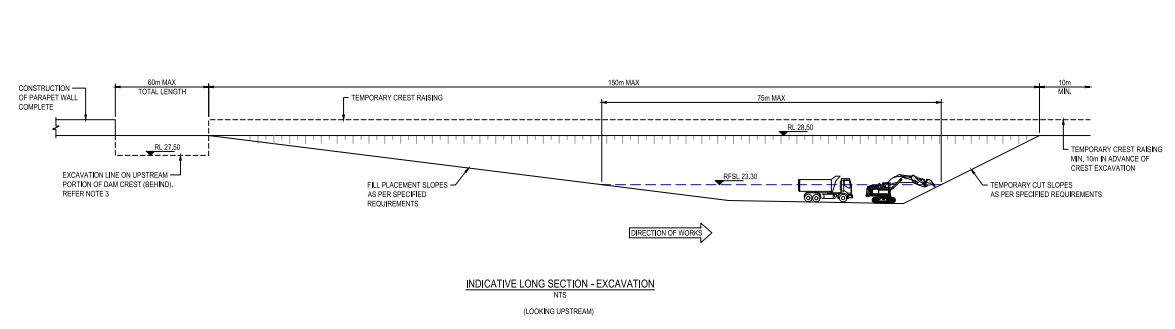 60m MAX
TOTAL LENGTH
150m MAX
10m
MIN.
CONSTRUCTION
OF PARAPET WALL
COMPLETE
TEMPORARY CREST RAISING
75m MAX
RL 28.50
RL 27.50
TEMPORARY CREST RAISING
MIN, 10m IN ADVANCE OF
CREST EXCAVATION
EXCAVATION LINE ON UPSTREAM
PORTION OF DAM CREST (BEHIND).
REFER NOTE 3
FILL PLACEMENT SLOPES
AS PER SPECIFIED
REQUIREMENTS
RFSL 23.30
TEMPORARY CUT SLOPES
AS PER SPECIFIED REQUIREMENTS
DIRECTION OF WORKS
INDICATIVE LONG SECTION - EXCAVATION
NTS
(LOOKING UPSTREAM)